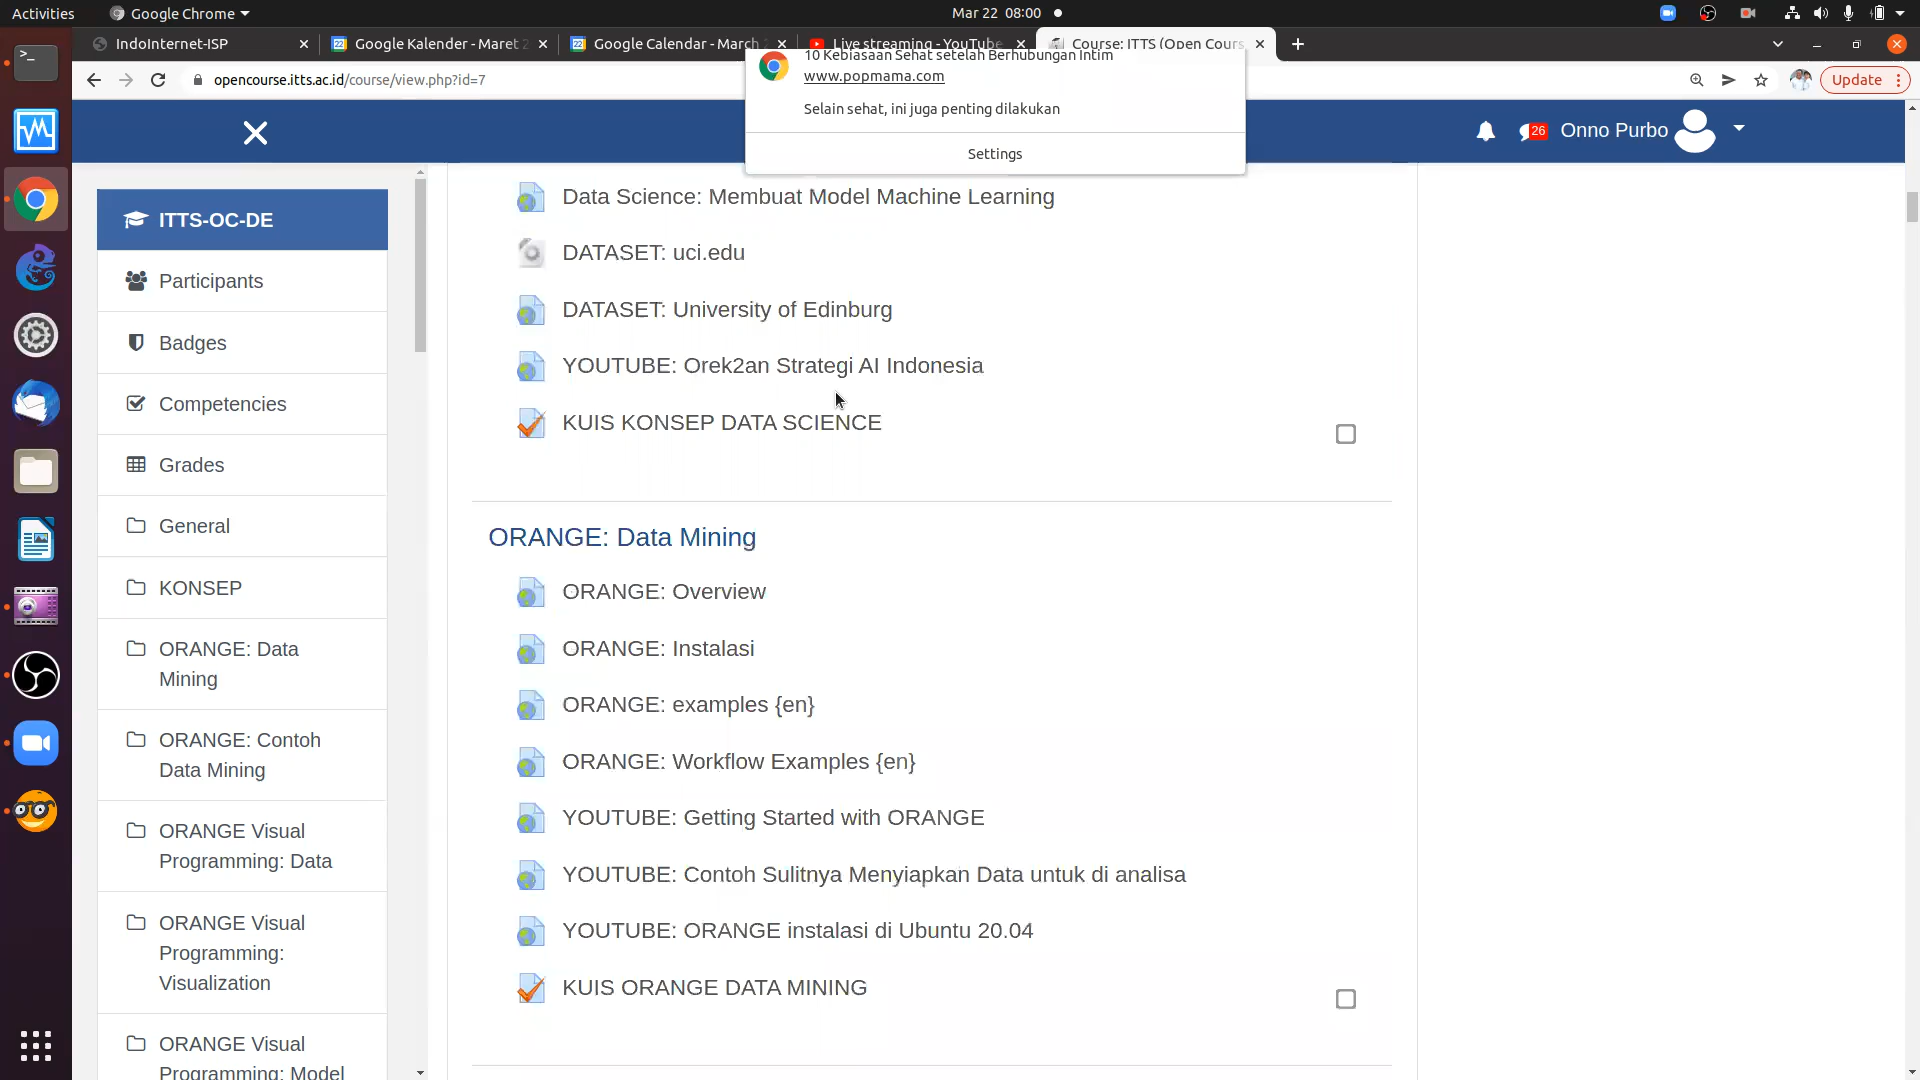 Activities
Google Chrome
Mar 22 08:00
IndoInternet-ISP
Google Kalender - Maret 2
Google Calendar - March
Live streaming - YouTube
Course: ITTS (Open Cours
opencourse.itts.ac.id/course/view.php?id=7
Update
10 Kebiasaan Sehat setelah Berhubungan Intim
www.popmama.com
Selain sehat, ini juga penting dilakukan
Settings
26
Onno Purbo
ITTS-OC-DE
Participants
Badges
Competencies
Grades
General
KONSEP
ORANGE: Data
Mining
ORANGE: Contoh
Data Mining
ORANGE Visual
Programming: Data
ORANGE Visual
Programming:
Visualization
ORANGE Visual
Programming: Model
Data Science: Membuat Model Machine Learning
DATASET: uci.edu
DATASET: University of Edinburg
YOUTUBE: Orek2an Strategi AI Indonesia
KUIS KONSEP DATA SCIENCE
ORANGE: Data Mining
ORANGE: Overview
ORANGE: Instalasi
ORANGE: examples {en}
ORANGE: Workflow Examples {en}
YOUTUBE: Getting Started with ORANGE
YOUTUBE: Contoh Sulitnya Menyiapkan Data untuk di analisa
YOUTUBE: ORANGE instalasi di Ubuntu 20.04
KUIS ORANGE DATA MINING